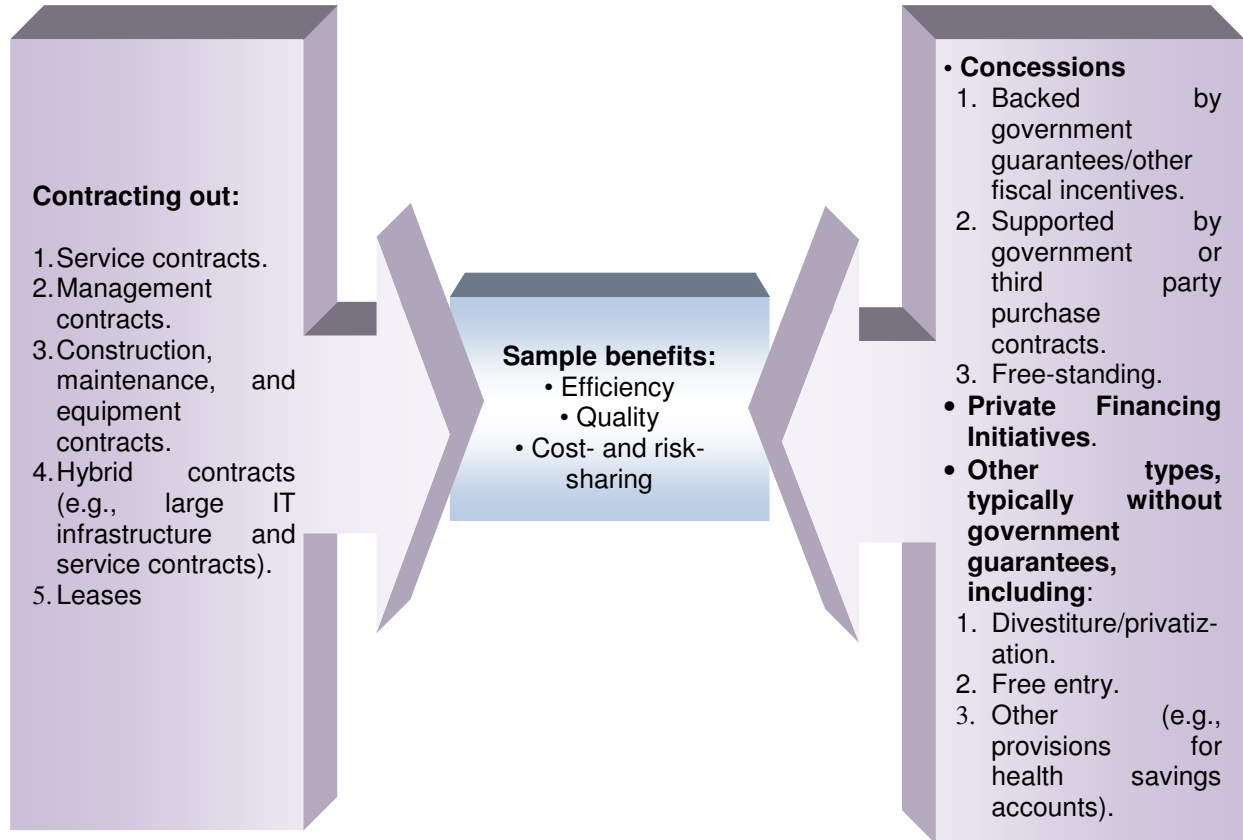 Contracting out:
1. Service contracts.
2. Management
contracts.
3. Construction,
maintenance, and
equipment
contracts.
4. Hybrid contracts
(e.g., large IT
infrastructure and
service contracts).
5. Leases
Sample benefits:
• Efficiency
• Quality
• Cost- and risk-
sharing
• Concessions
1. Backed by
government
guarantees/other
fiscal incentives.
2. Supported by
government or
third party
purchase
contracts.
3. Free-standing.
• Private Financing
Initiatives.
• Other types,
typically without
government
guarantees,
including:
1. Divestiture/privatiz-
ation.
2. Free entry.
3. Other (e.g.,
provisions for
health savings
accounts).